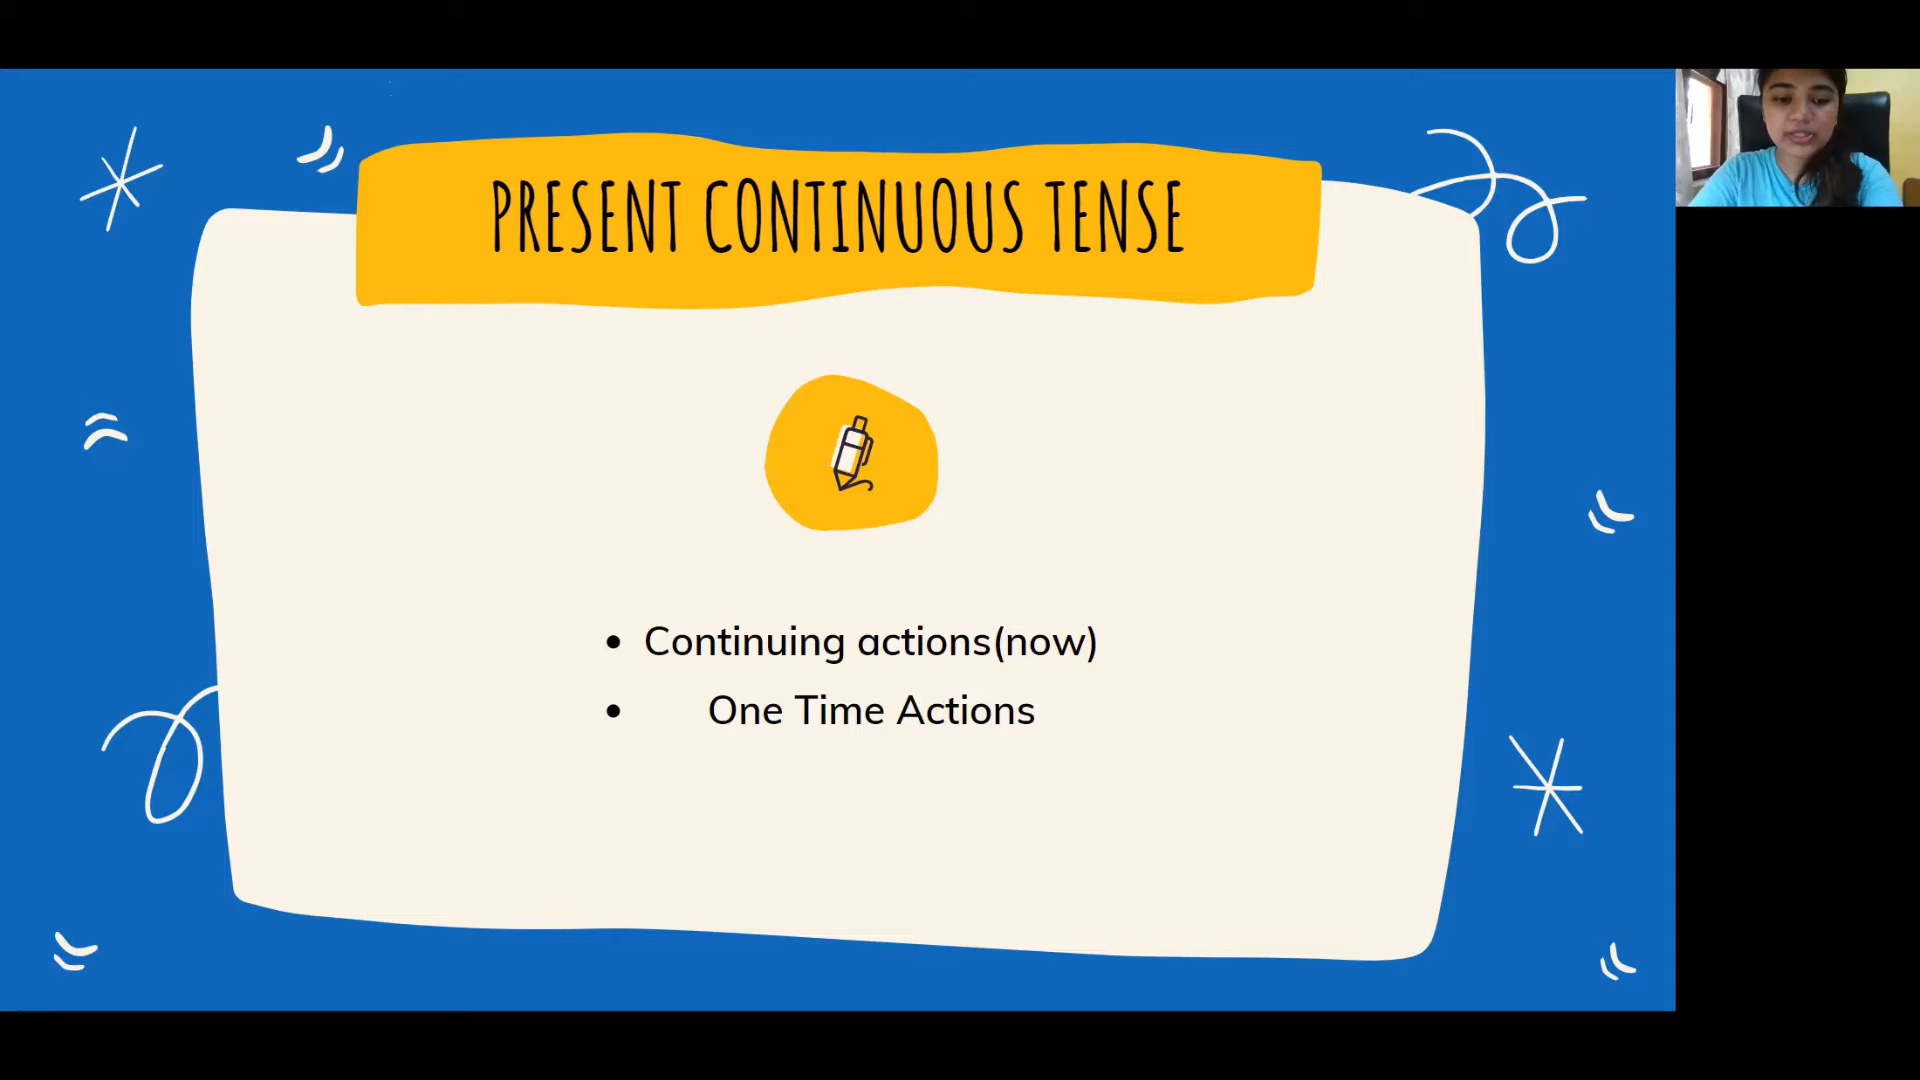 PRESENT CONTINUOUS TENSE
• Continuing actions(now)
• One Time Actions